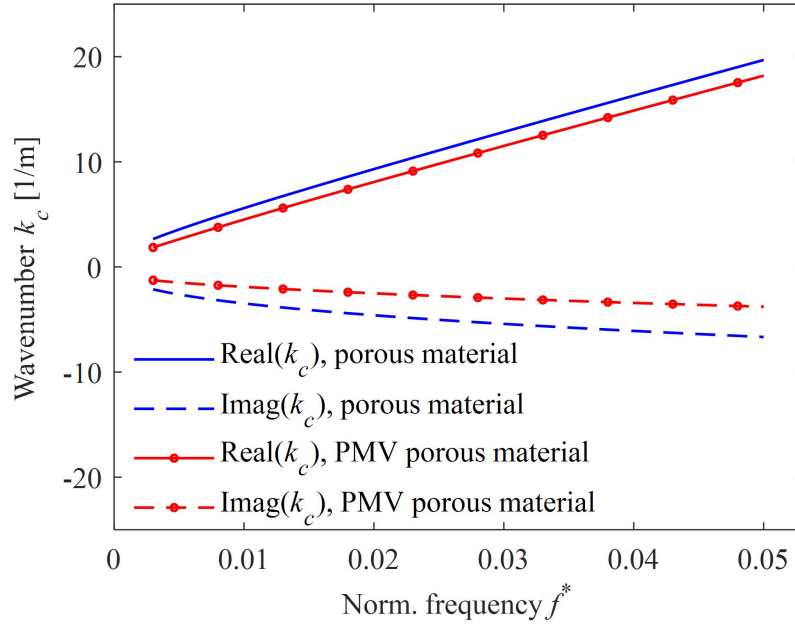 20
10
0
-10
-20
Wavenumber k_c [1/m]
Real(k_c), porous material
Imag(k_c), porous material
Real(k_c), PMV porous material
Imag(k_c), PMV porous material
0 0.01 0.02 0.03 0.04 0.05
Norm. frequency f^*